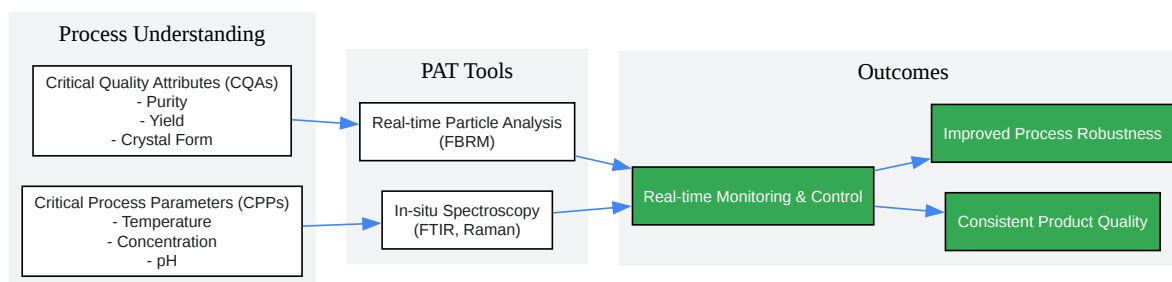 Process Understanding
Critical Quality Attributes (CQAs)
- Purity
- Yield
- Crystal Form
Critical Process Parameters (CPPs)
- Temperature
- Concentration
- pH
PAT Tools
Real-time Particle Analysis
(FBRM)
In-situ Spectroscopy
(FTIR, Raman)
Outcomes
Real-time Monitoring & Control
Improved Process Robustness
Consistent Product Quality